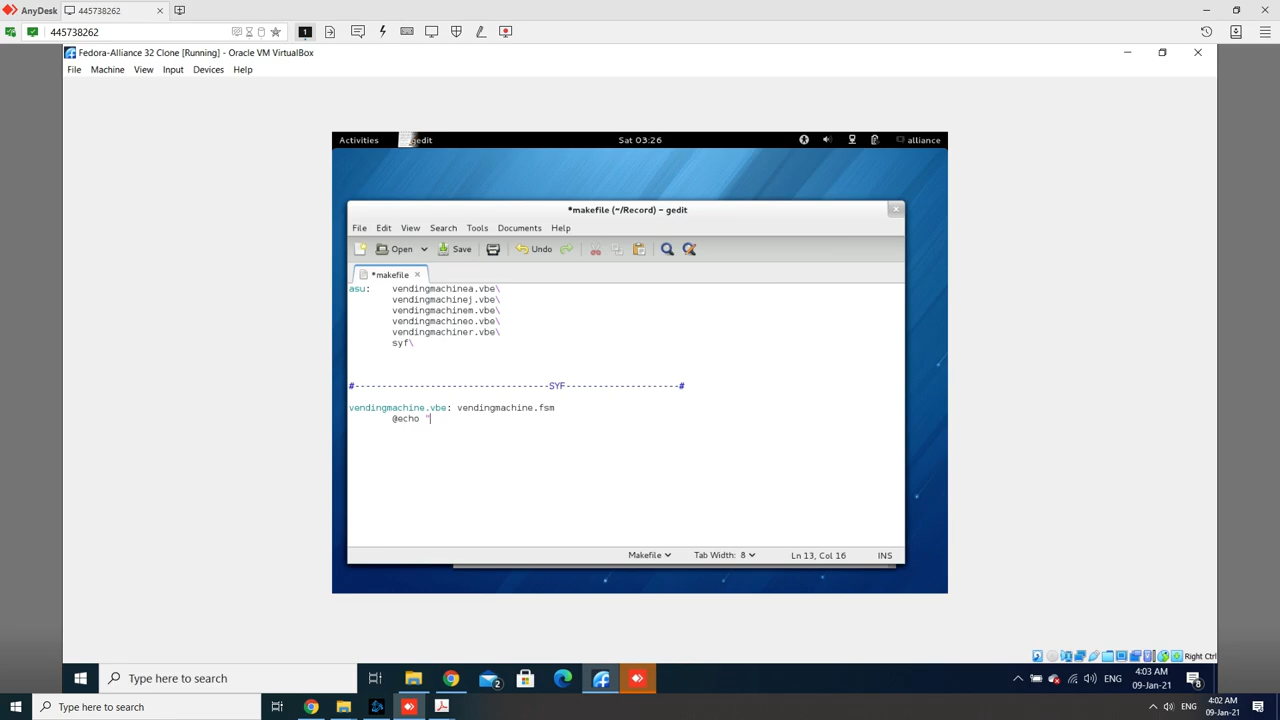 AnyDesk 445738262
445738262 1
Fedora-Alliance 32 Clone [Running] - Oracle VM VirtualBox
File Machine View Input Devices Help
Activities gedit Sat 03:26 alliance
*makefile (~/Record) - gedit
File Edit View Search Tools Documents Help
Open Save Undo
*makefile
asu: vendingmachinea.vbe\
vendingmachinej.vbe\
vendingmachinem.vbe\
vendingmachineo.vbe\
vendingmachiner.vbe\
syf\
#-----------------------------------SYF---------------------#
vendingmachine.vbe: vendingmachine.fsm
@echo "
Makefile Tab Width: 8 Ln 13, Col 16 INS
Right Ctrl
Type here to search 2 ENG 4:03 AM
09-Jan-21 8
Type here to search ENG 4:02 AM
09-Jan-21